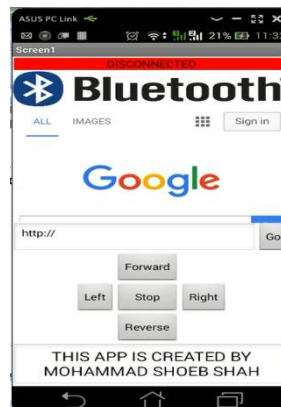 ASUS PC Link
21% 11:33
Screen1
DISCONNECTED
Bluetooth
ALL IMAGES Sign in
Google
http:// Go
Forward
Left Stop Right
Reverse
THIS APP IS CREATED BY
MOHAMMAD SHOEB SHAH